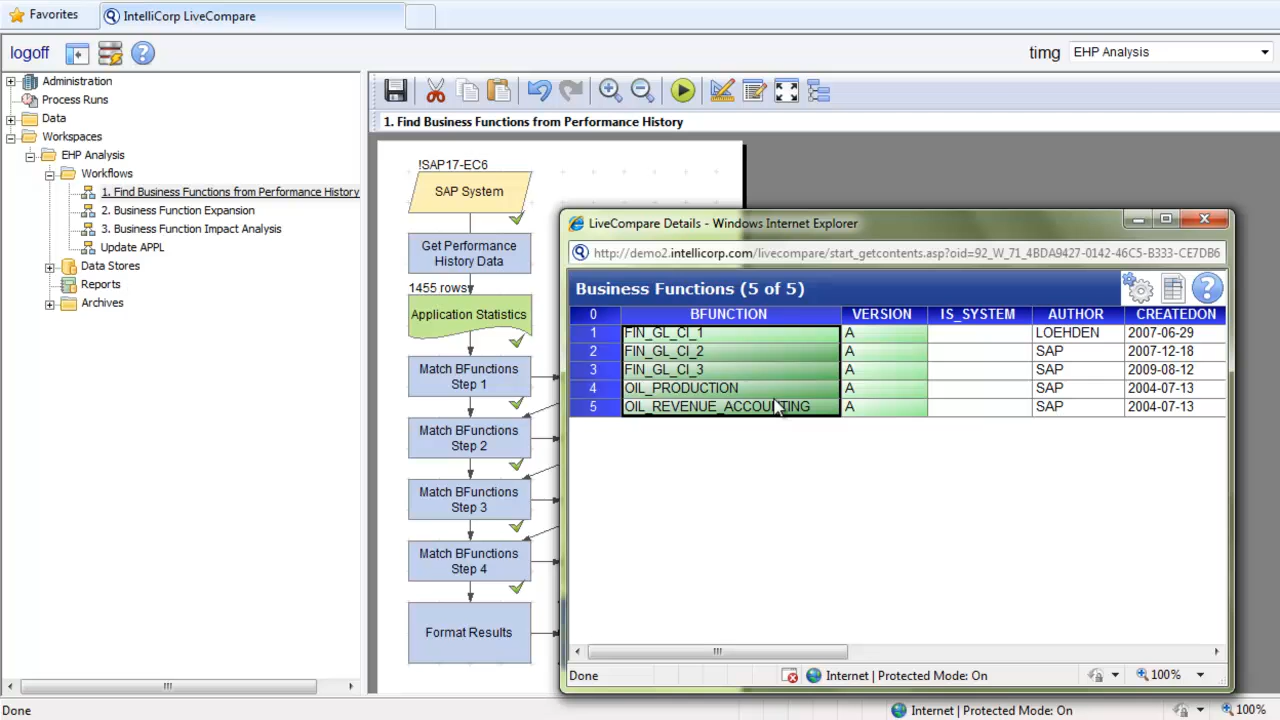 Favorites
IntelliCorp LiveCompare
logoff
timg
EHP Analysis
Administration
Process Runs
Data
Workspaces
EHP Analysis
Workflows
1. Find Business Functions from Performance History
2. Business Function Expansion
3. Business Function Impact Analysis
Update APPL
Data Stores
Reports
Archives
1. Find Business Functions from Performance History
!SAP17-EC6
SAP System
Get Performance
History Data
1455 rows
Application Statistics
Match BFunctions
Step 1
Match BFunctions
Step 2
Match BFunctions
Step 3
Match BFunctions
Step 4
Format Results
LiveCompare Details - Windows Internet Explorer
http://demo2.intellicorp.com/livecompare/start_getcontents.asp?oid=92_W_71_4BDA9427-0142-46C5-B333-CE7DB6
Business Functions (5 of 5)
0 BFUNCTION VERSION IS_SYSTEM AUTHOR CREATEDON
1 FIN_GL_CI_1 A LOEHDEN 2007-06-29
2 FIN_GL_CI_2 A SAP 2007-12-18
3 FIN_GL_CI_3 A SAP 2009-08-12
4 OIL_PRODUCTION A SAP 2004-07-13
5 OIL_REVENUE_ACCOUNTING A SAP 2004-07-13
Done
Internet | Protected Mode: On
100%
Done
Internet | Protected Mode: On
100%